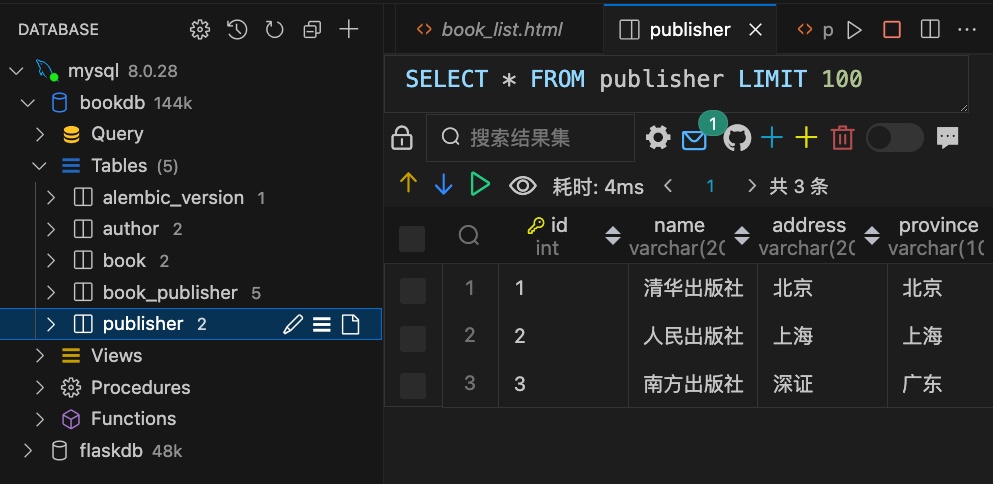 DATABASE
mysql 8.0.28
bookdb 144k
Query
Tables (5)
alembic_version 1
author 2
book 2
book_publisher 5
publisher 2
Views
Procedures
Functions
flaskdb 48k
book_list.html
publisher
p
SELECT * FROM publisher LIMIT 100
搜索结果集
1
耗时: 4ms
1
共 3 条
id name address province
int varchar(20 varchar(20 varchar(10
1 1 清华出版社 北京 北京
2 2 人民出版社 上海 上海
3 3 南方出版社 深证 广东